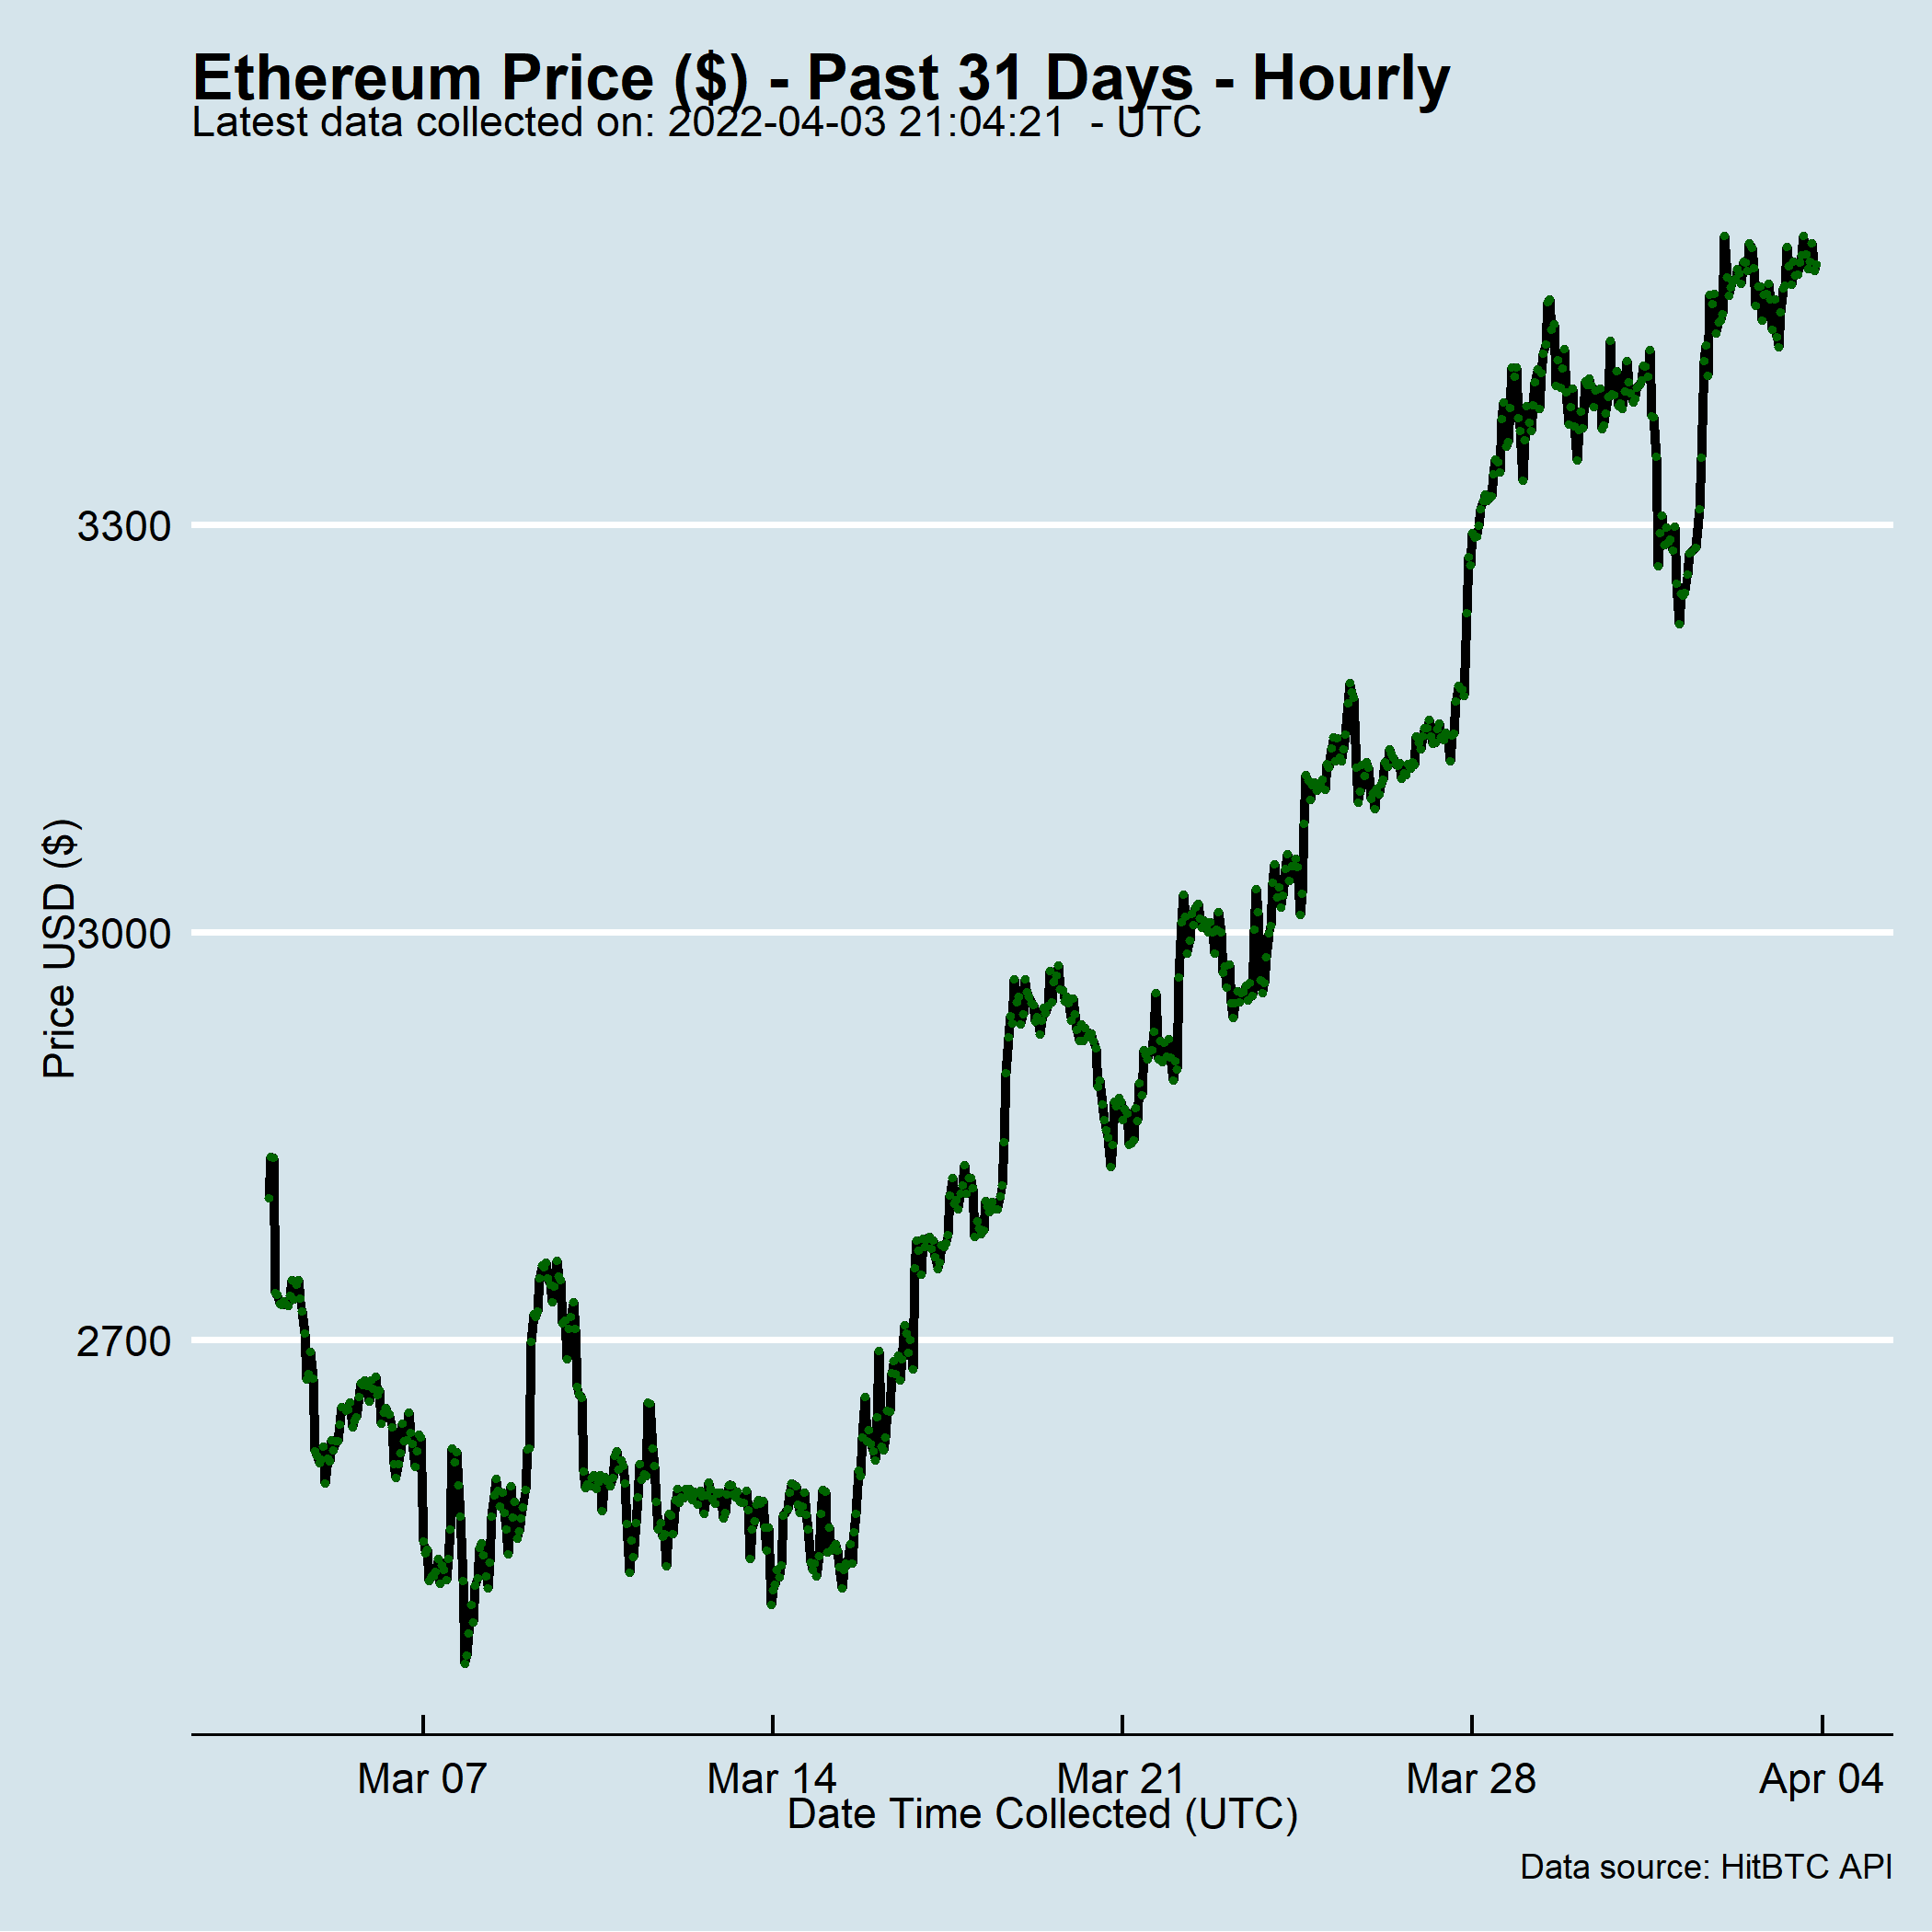 Ethereum Price ($) - Past 31 Days - Hourly
Latest data collected on: 2022-04-03 21:04:21  - UTC
Price USD ($)
3300
3000
2700
Mar 07
Mar 14
Mar 21
Mar 28
Apr 04
Date Time Collected (UTC)
Data source: HitBTC API